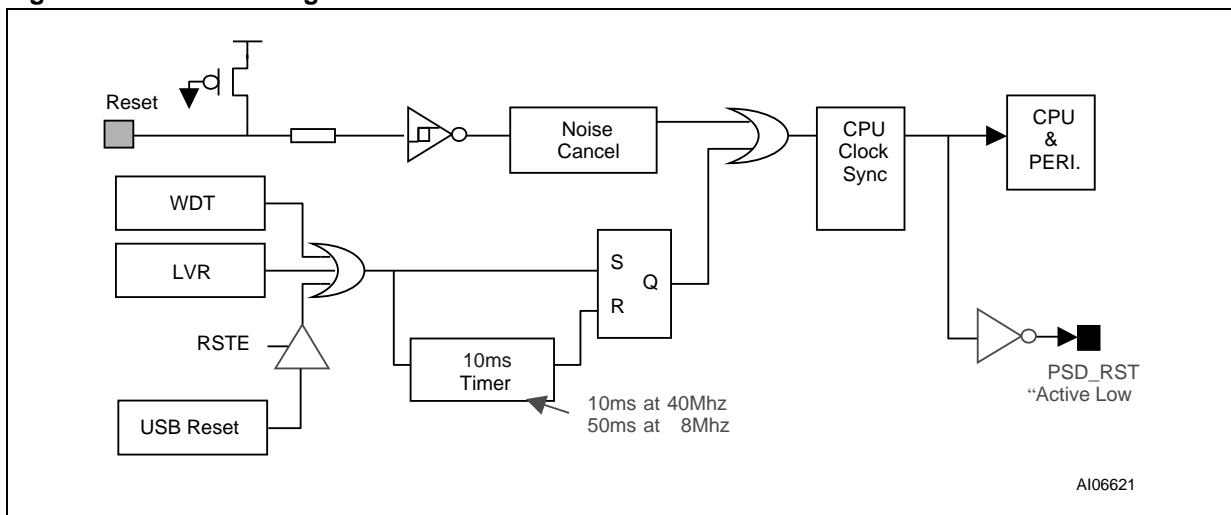 Reset
Noise
Cancel
CPU
Clock
Sync
CPU
&
PERI.
WDT
LVR
S
Q
R
RSTE
10ms
Timer
10ms at 40Mhz
50ms at 8Mhz
USB Reset
PSD_RST
“Active Low
AI06621